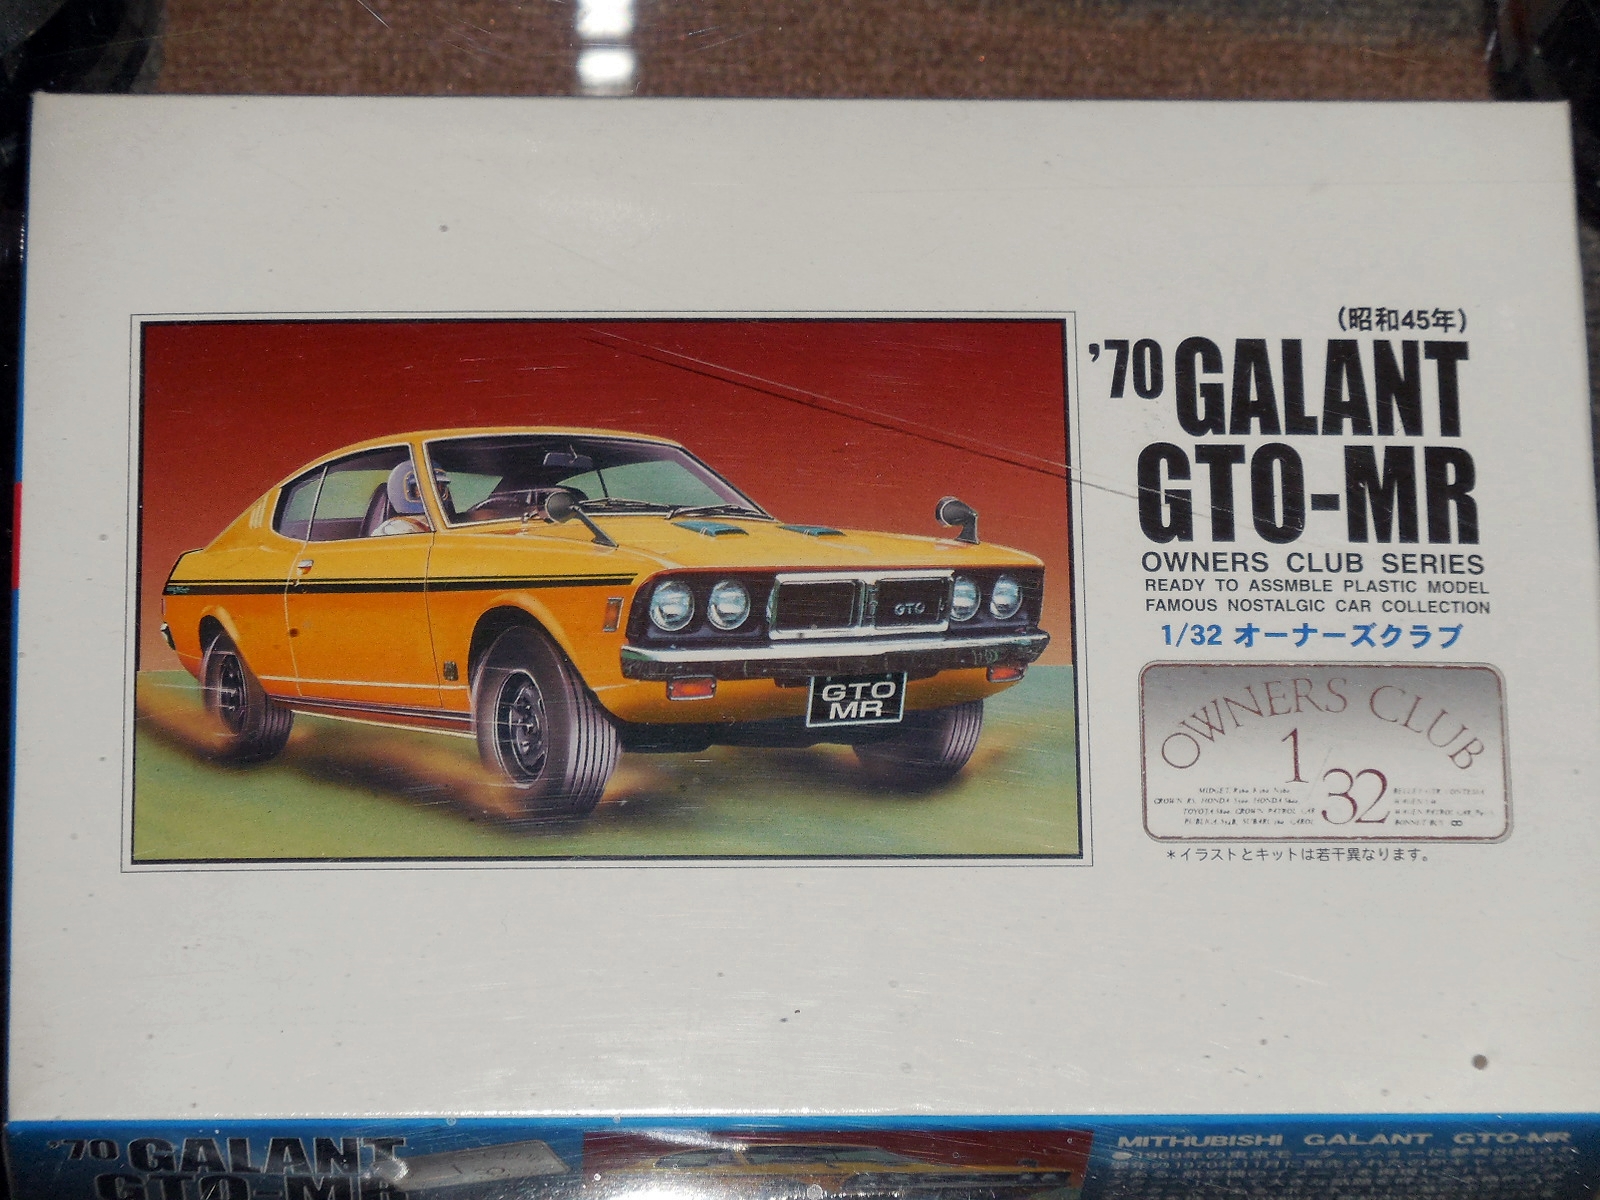 (昭和45年)
'70 GALANT
GTO-MR
OWNERS CLUB SERIES
READY TO ASSMBLE PLASTIC MODEL
FAMOUS NOSTALGIC CAR COLLECTION
1/32 オーナーズクラブ
OWNERS CLUB
1/32
*イラストとキットは若干異なります。
GTO
GTO
MR
'70 GALANT
GTO-MR
MITHUBISHI GALANT GTO-MR